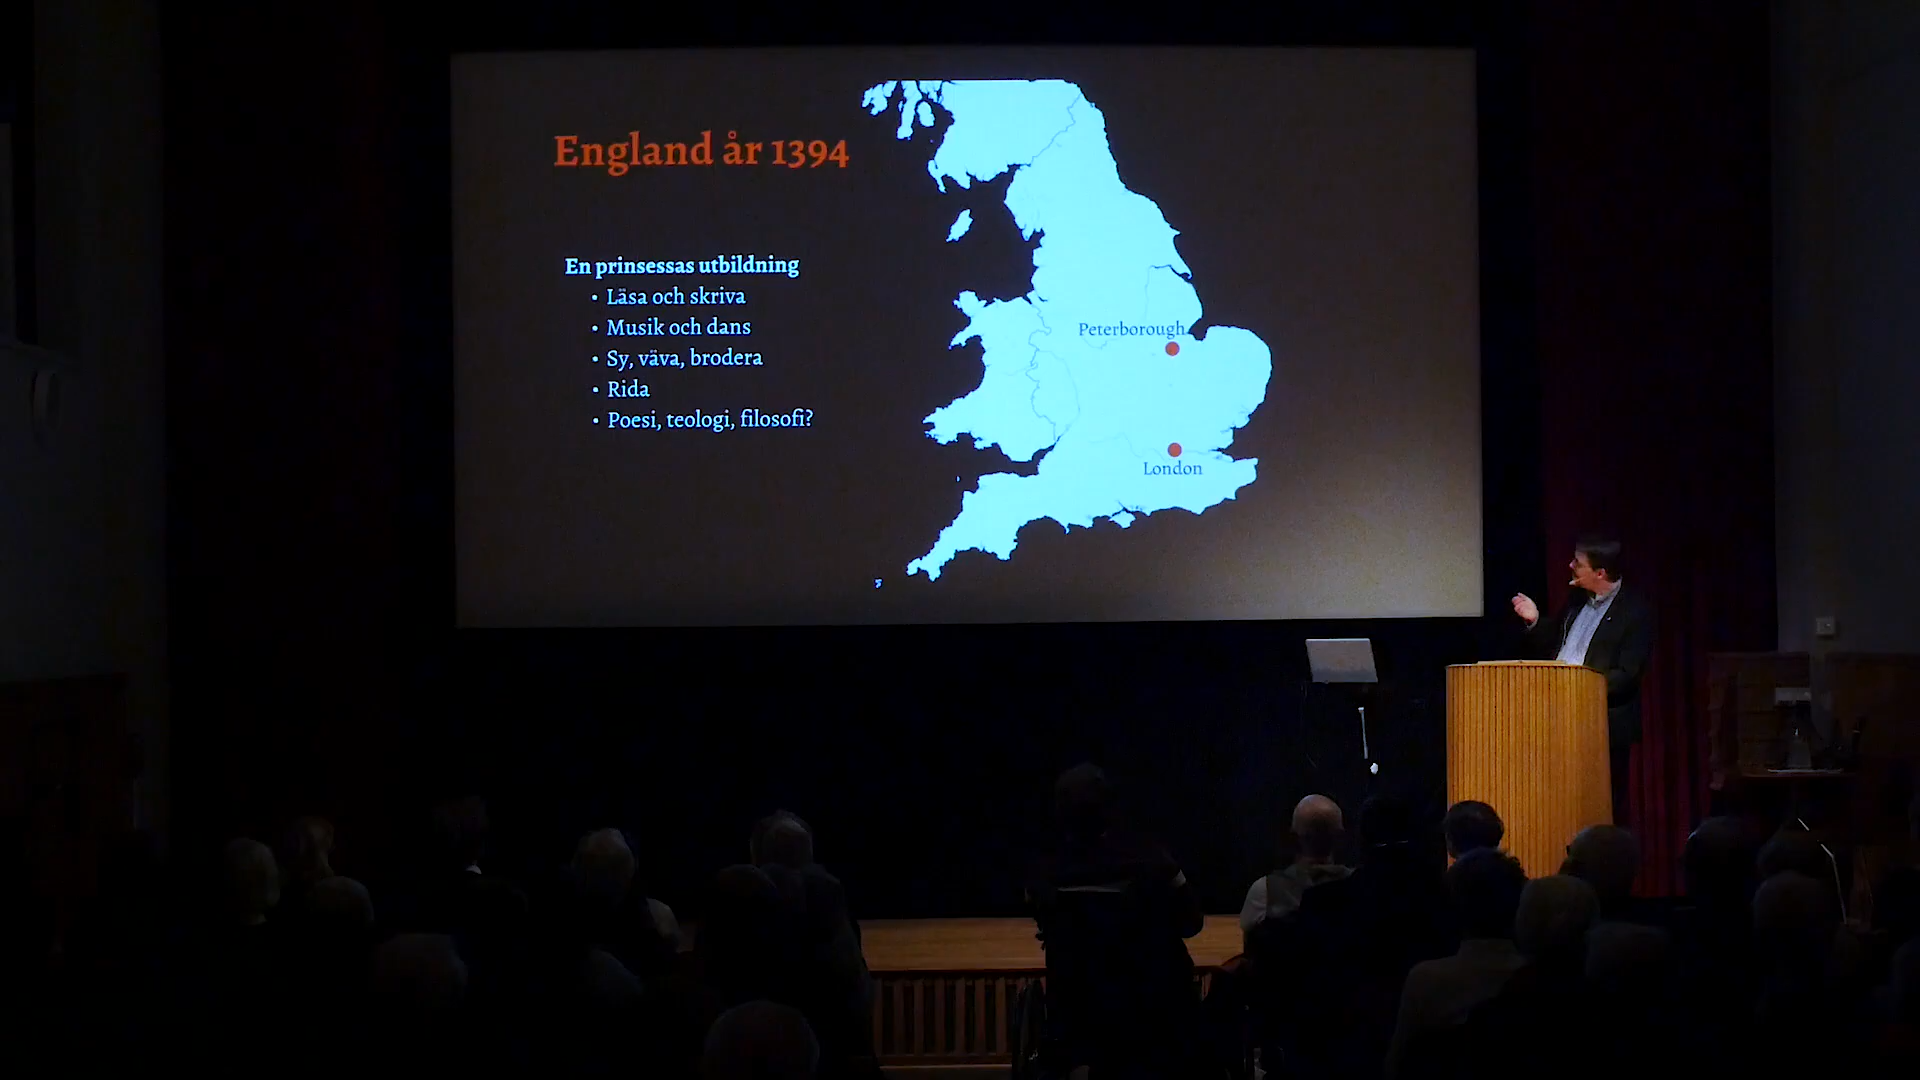 England år 1394
En prinsessas utbildning
• Läsa och skriva
• Musik och dans
• Sy, väva, brodera
• Rida
• Poesi, teologi, filosofi?
Peterborough
London